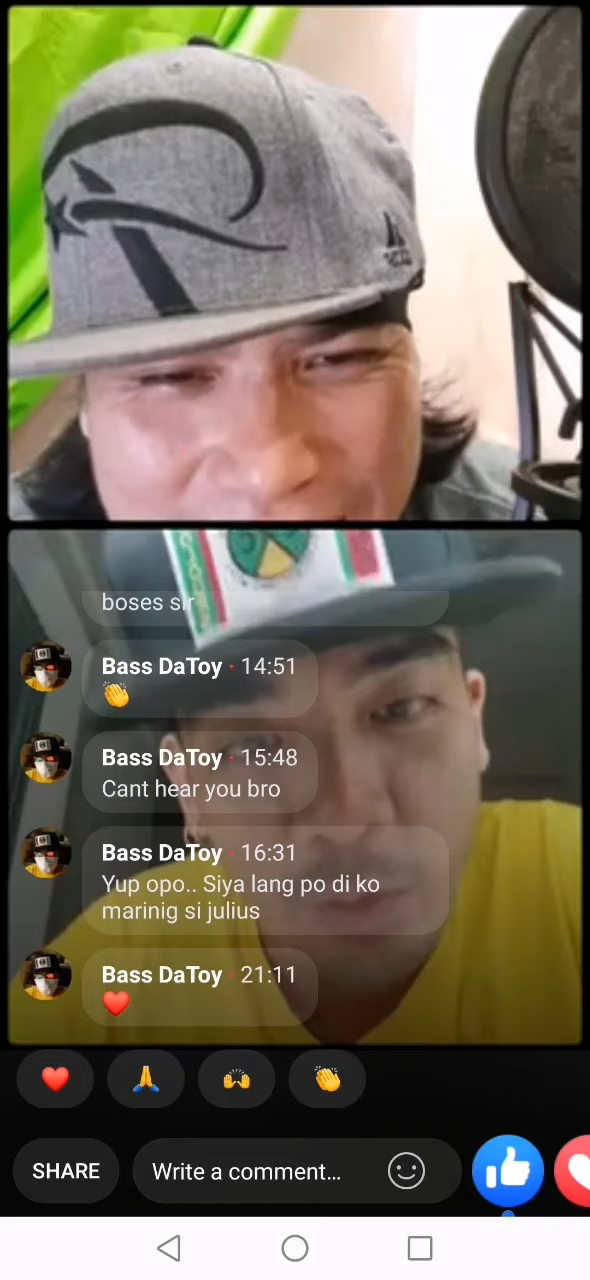 boses sir
Bass DaToy · 14:51
👏
Bass DaToy · 15:48
Cant hear you bro
Bass DaToy · 16:31
Yup opo.. Siya lang po di ko
marinig si julius
Bass DaToy · 21:11
❤️
❤️ 🙏 🙌 👏
SHARE
Write a comment...